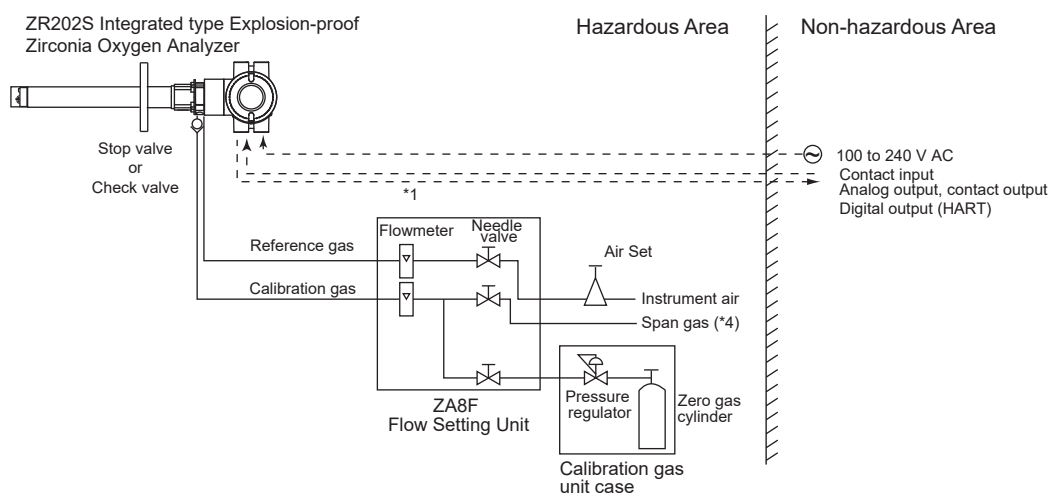 ZR202S Integrated type Explosion-proof
Zirconia Oxygen Analyzer
Hazardous Area
Non-hazardous Area
Stop valve
or
Check valve
100 to 240 V AC
Contact input
Analog output, contact output
Digital output (HART)
*1
Flowmeter
Needle
valve
Reference gas
Air Set
Calibration gas
Instrument air
Span gas (*4)
Pressure
regulator
Zero gas
cylinder
ZA8F
Flow Setting Unit
Calibration gas
unit case